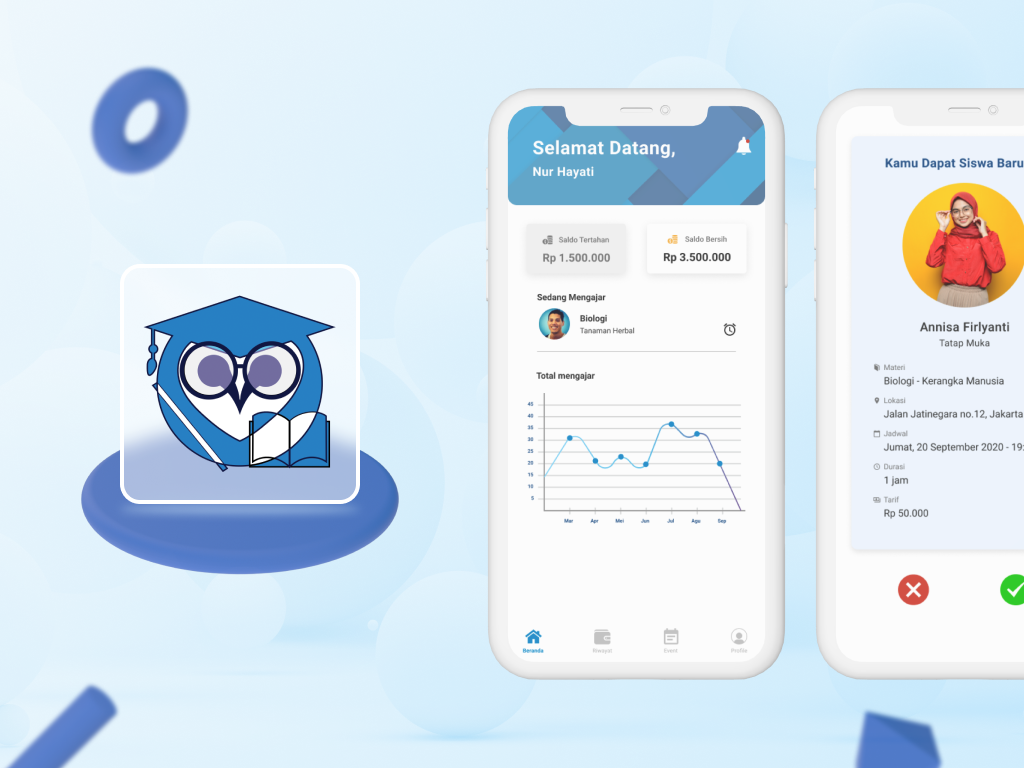 Selamat Datang,
Nur Hayati
Saldo Tertahan
Rp 1.500.000
Saldo Bersih
Rp 3.500.000
Sedang Mengajar
Biologi
Tanaman Herbal
Total mengajar
45
40
35
30
25
20
15
10
5
Mar Apr Mei Jun Jul Agu Sep
Beranda Riwayat Event Profile
Kamu Dapat Siswa Baru
Annisa Firlyanti
Tatap Muka
Materi
Biologi - Kerangka Manusia
Lokasi
Jalan Jatinegara no.12, Jakarta
Jadwal
Jumat, 20 September 2020 - 19:
Durasi
1 jam
Tarif
Rp 50.000